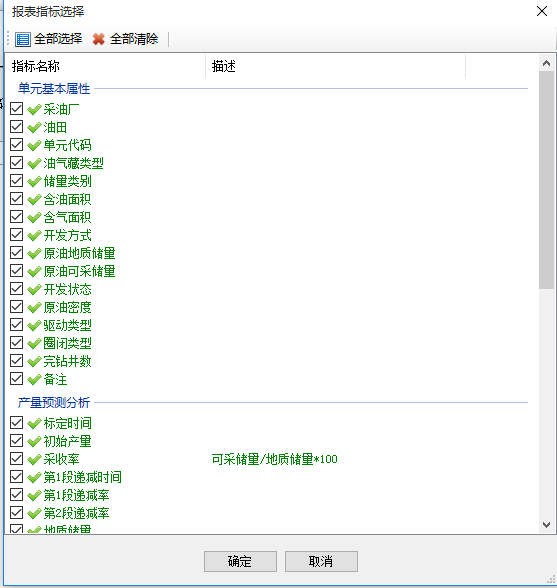 报表指标选择
全部选择 全部清除
指标名称 描述
单元基本属性
采油厂
油田
单元代码
油气藏类型
储量类别
含油面积
含气面积
开发方式
原油地质储量
原油可采储量
开发状态
原油密度
驱动类型
圈闭类型
完钻井数
备注
产量预测分析
标定时间
初始产量
采收率 可采储量/地质储量*100
第1段递减时间
第1段递减率
第2段递减率
地质储量
确定 取消